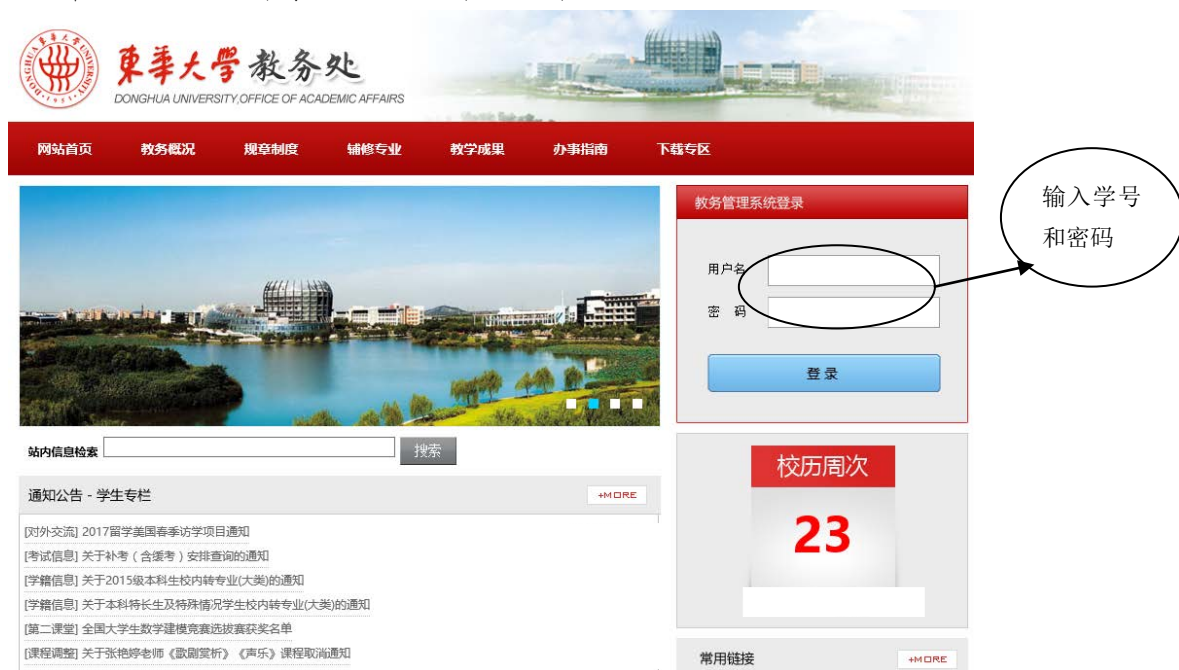 東華大学教务处
DONGHUA UNIVERSITY,OFFICE OF ACADEMIC AFFAIRS
网站首页 教务概况 规章制度 辅修专业 教学成果 办事指南 下载专区
教务管理系统登录
输入学号
和密码
用户名
密 码
登 录
站内信息检索 搜索
校历周次
23
通知公告 - 学生专栏 +MORE
[对外交流] 2017留学美国春季访学项目通知
[考试信息] 关于补考（含缓考）安排查询的通知
[学籍信息] 关于2015级本科生校内转专业(大类)的通知
[学籍信息] 关于本科特长生及特殊情况学生校内转专业(大类)的通知
[第二课堂] 全国大学生数学建模竞赛选拔赛获奖名单
[课程调整] 关于张艳婷老师《歌剧赏析》《声乐》课程取消通知
常用链接 +MORE